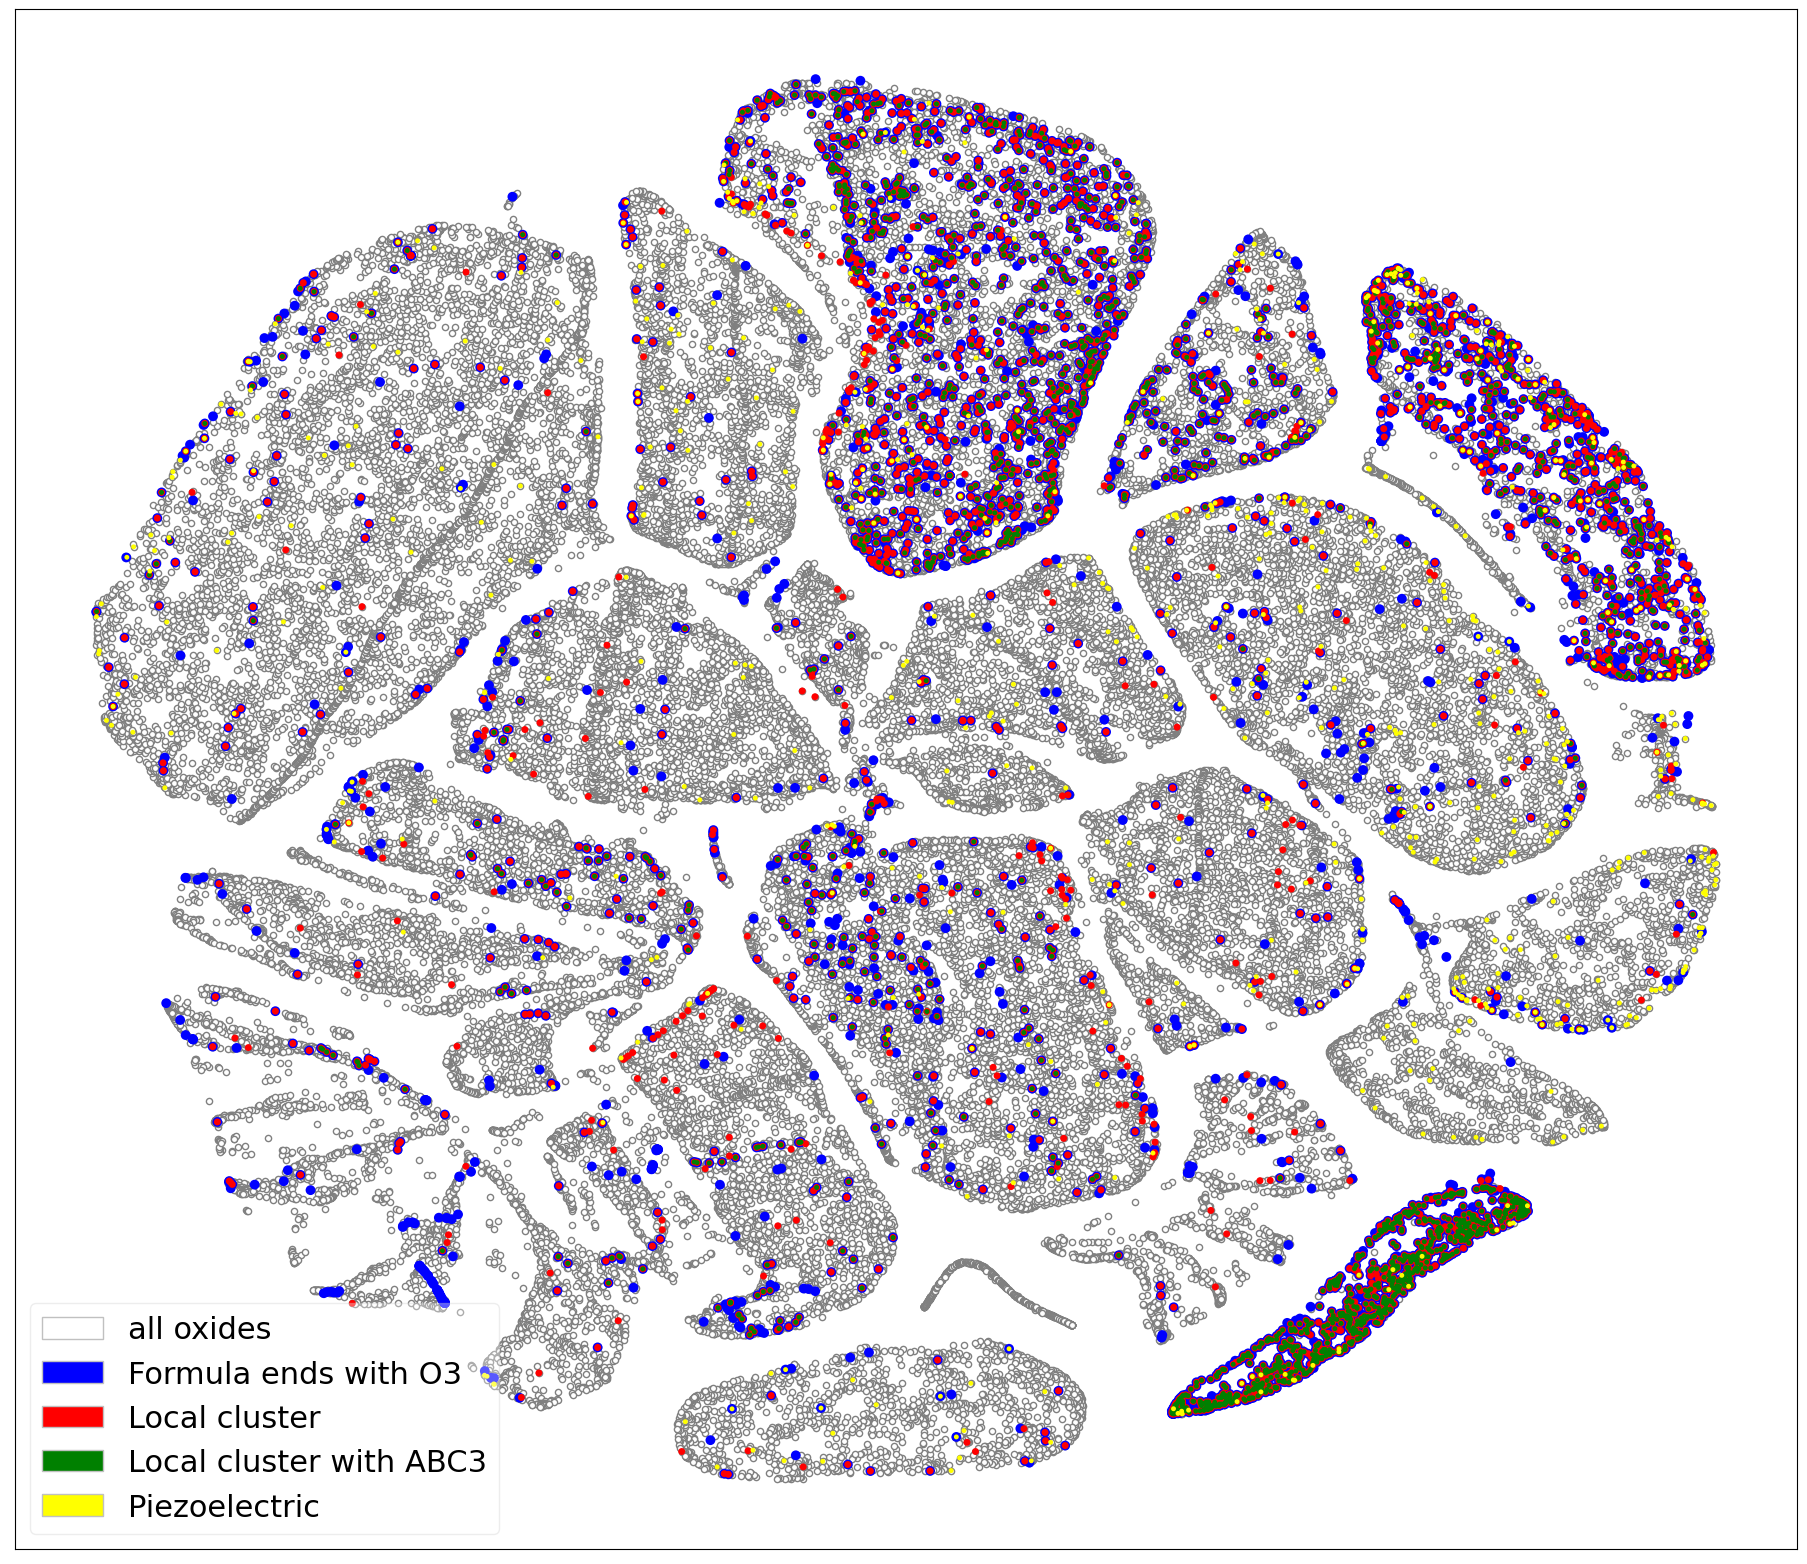 all oxides
Formula ends with O3
Local cluster
Local cluster with ABC3
Piezoelectric